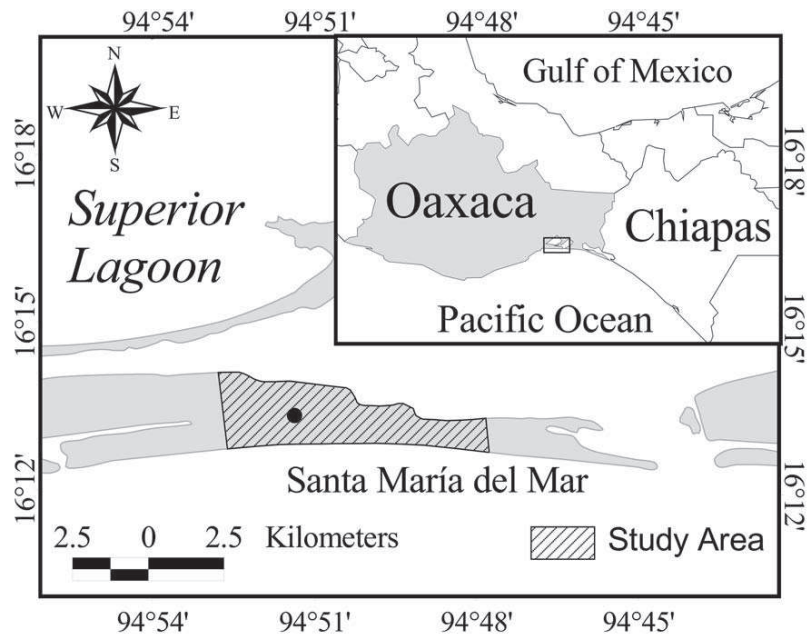 94°54' 94°51' 94°48' 94°45'
N
W E
S
16°18'
Superior
Lagoon
16°15'
16°12'
Gulf of Mexico
Oaxaca
Chiapas
Pacific Ocean
16°18'
16°15'
16°12'
Santa María del Mar
2.5 0 2.5 Kilometers
Study Area
94°54' 94°51' 94°48' 94°45'